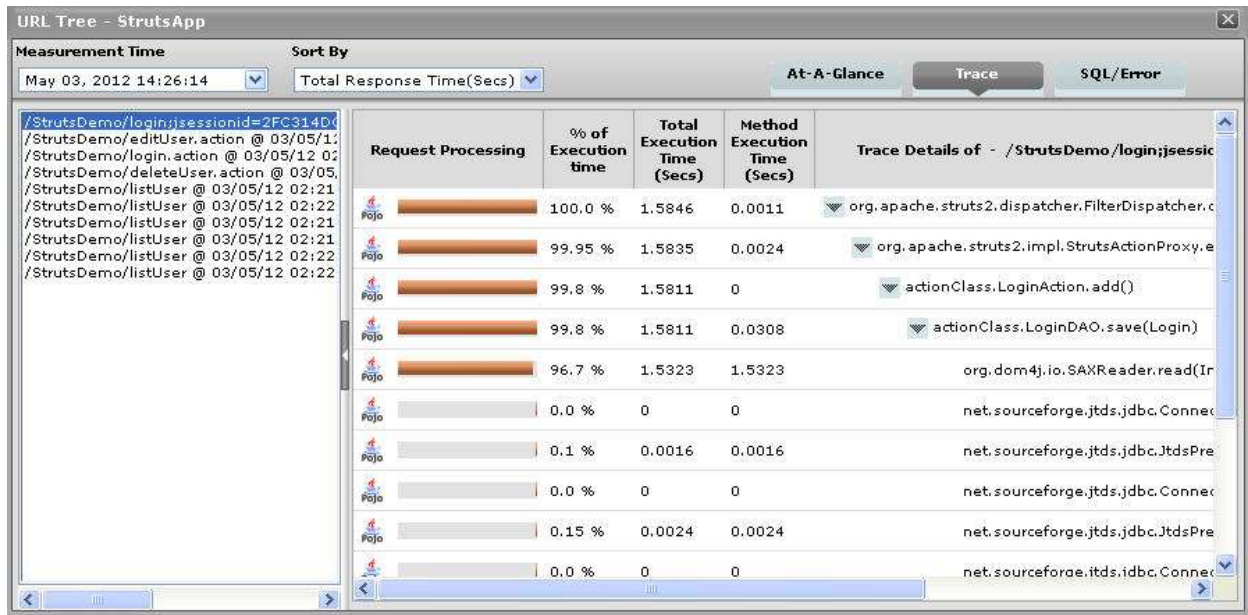 URL Tree - StrutsApp
Measurement Time
Sort By
May 03, 2012 14:26:14
Total Response Time(Secs)
At-A-Glance
Trace
SQL/Error
/StrutsDemo/login;jsessionid=2FC314D
/StrutsDemo/editUser.action @ 03/05/12
/StrutsDemo/login.action @ 03/05/12 02
/StrutsDemo/deleteUser.action @ 03/05/
/StrutsDemo/listUser @ 03/05/12 02:21
/StrutsDemo/listUser @ 03/05/12 02:22
/StrutsDemo/listUser @ 03/05/12 02:21
/StrutsDemo/listUser @ 03/05/12 02:21
/StrutsDemo/listUser @ 03/05/12 02:22
/StrutsDemo/listUser @ 03/05/12 02:22
Request Processing
% of Execution time
Total Execution Time (Secs)
Method Execution Time (Secs)
Trace Details of - /StrutsDemo/login;jsessic
PoJo 100.0 % 1.5846 0.0011 org.apache.struts2.dispatcher.FilterDispatcher.c
PoJo 99.95 % 1.5835 0.0024 org.apache.struts2.impl.StrutsActionProxy.e
PoJo 99.8 % 1.5811 0 actionClass.LoginAction.add()
PoJo 99.8 % 1.5811 0.0308 actionClass.LoginDAO.save(Login)
PoJo 96.7 % 1.5323 1.5323 org.dom4j.io.SAXReader.read(In
PoJo 0.0 % 0 0 net.sourceforge.jtds.jdbc.Connec
PoJo 0.1 % 0.0016 0.0016 net.sourceforge.jtds.jdbc.JtdsPre
PoJo 0.0 % 0 0 net.sourceforge.jtds.jdbc.Connec
PoJo 0.15 % 0.0024 0.0024 net.sourceforge.jtds.jdbc.JtdsPre
PoJo 0.0 % 0 0 net.sourceforge.jtds.jdbc.Connec